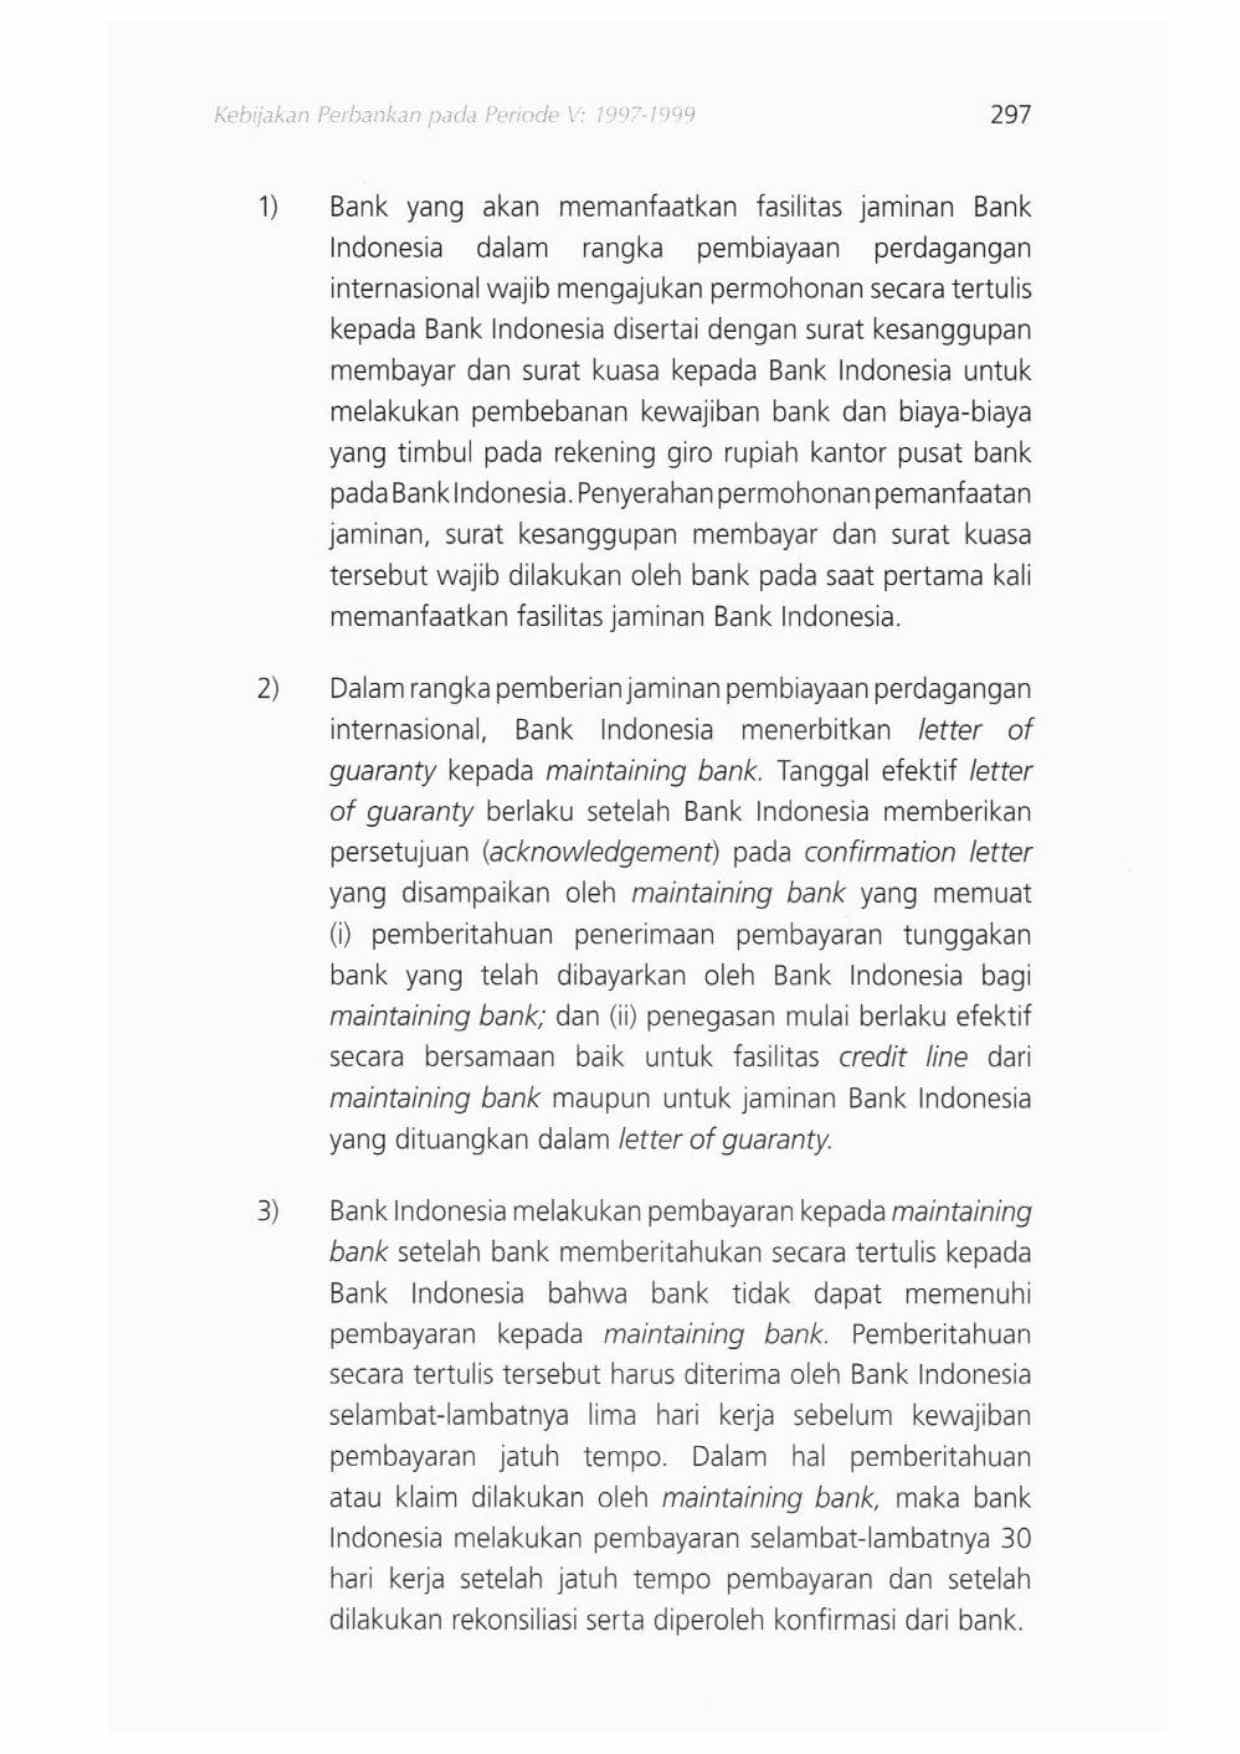 Kebijakan Perbankan pada Periode V: 1997-1999 297
1) Bank yang akan memanfaatkan fasilitas jaminan Bank
Indonesia dalam rangka pembiayaan perdagangan
internasional wajib mengajukan permohonan secara tertulis
kepada Bank Indonesia disertai dengan surat kesanggupan
membayar dan surat kuasa kepada Bank Indonesia untuk
melakukan pembebanan kewajiban bank dan biaya-biaya
yang timbul pada rekening giro rupiah kantor pusat bank
pada Bank Indonesia. Penyerahan permohonan pemanfaatan
jaminan, surat kesanggupan membayar dan surat kuasa
tersebut wajib dilakukan oleh bank pada saat pertama kali
memanfaatkan fasilitas jaminan Bank Indonesia.
2) Dalam rangka pemberian jaminan pembiayaan perdagangan
internasional, Bank Indonesia menerbitkan letter of
guaranty kepada maintaining bank. Tanggal efektif letter
of guaranty berlaku setelah Bank Indonesia memberikan
persetujuan (acknowledgement) pada confirmation letter
yang disampaikan oleh maintaining bank yang memuat
(i) pemberitahuan penerimaan pembayaran tunggakan
bank yang telah dibayarkan oleh Bank Indonesia bagi
maintaining bank; dan (ii) penegasan mulai berlaku efektif
secara bersamaan baik untuk fasilitas credit line dari
maintaining bank maupun untuk jaminan Bank Indonesia
yang dituangkan dalam letter of guaranty.
3) Bank Indonesia melakukan pembayaran kepada maintaining
bank setelah bank memberitahukan secara tertulis kepada
Bank Indonesia bahwa bank tidak dapat memenuhi
pembayaran kepada maintaining bank. Pemberitahuan
secara tertulis tersebut harus diterima oleh Bank Indonesia
selambat-lambatnya lima hari kerja sebelum kewajiban
pembayaran jatuh tempo. Dalam hal pemberitahuan
atau klaim dilakukan oleh maintaining bank, maka bank
Indonesia melakukan pembayaran selambat-lambatnya 30
hari kerja setelah jatuh tempo pembayaran dan setelah
dilakukan rekonsiliasi serta diperoleh konfirmasi dari bank.